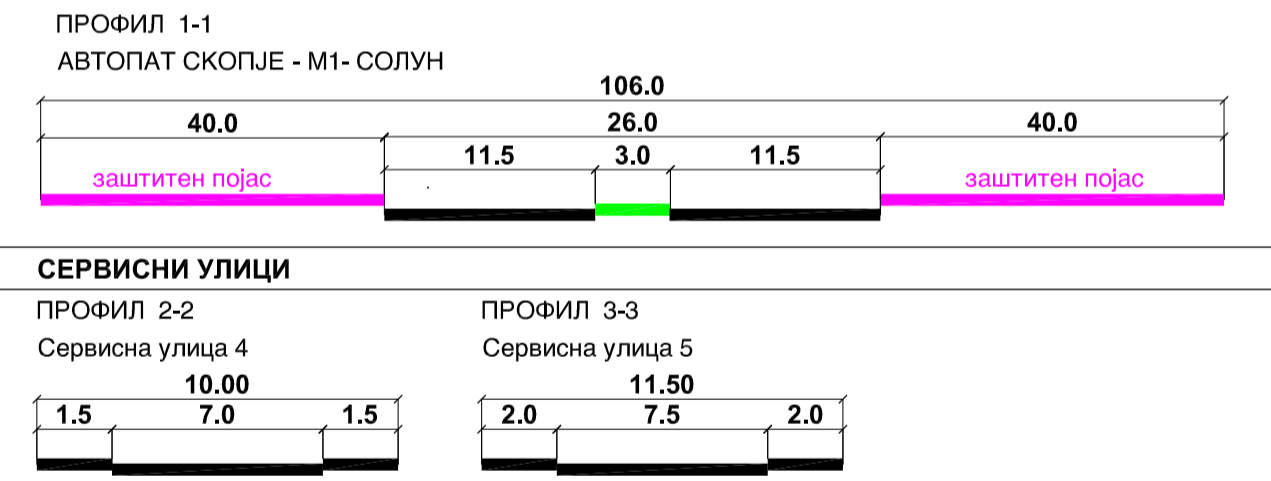 ПРОФИЛ 1-1
АВТОПАТ СКОПЈЕ - М1- СОЛУН
106.0
40.0 26.0 40.0
11.5 3.0 11.5
заштитен појас заштитен појас
СЕРВИСНИ УЛИЦИ
ПРОФИЛ 2-2 ПРОФИЛ 3-3
Сервисна улица 4 Сервисна улица 5
10.00 11.50
1.5 7.0 1.5 2.0 7.5 2.0